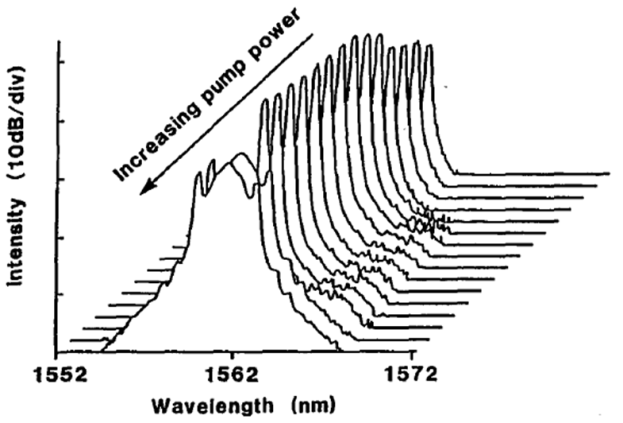 Increasing pump power
Intensity (10dB/div)
1552
1562
1572
Wavelength (nm)